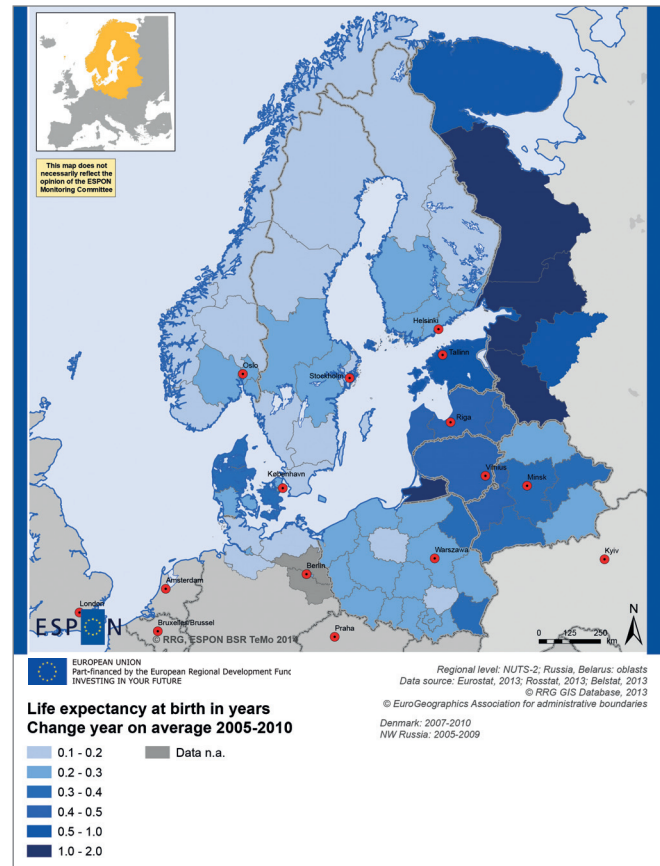 This map does not
necessarily reflect the
opinion of the ESPON
Monitoring Committee
Helsinki
Oslo
Tallinn
Stockholm
Riga
København
Vilnius
Minsk
Warszawa
Berlin
Kyiv
Amsterdam
London
ESPON
Bruxelles/Brussel
Praha
© RRG, ESPON BSR TeMo 2014
N
0 125 250
km
EUROPEAN UNION
Part-financed by the European Regional Development Fund
INVESTING IN YOUR FUTURE
Regional level: NUTS-2; Russia, Belarus: oblasts
Data source: Eurostat, 2013; Rosstat, 2013; Belstat, 2013
© RRG GIS Database, 2013
© EuroGeographics Association for administrative boundaries
Denmark: 2007-2010
NW Russia: 2005-2009
Life expectancy at birth in years
Change year on average 2005-2010
0.1 - 0.2
Data n.a.
0.2 - 0.3
0.3 - 0.4
0.4 - 0.5
0.5 - 1.0
1.0 - 2.0